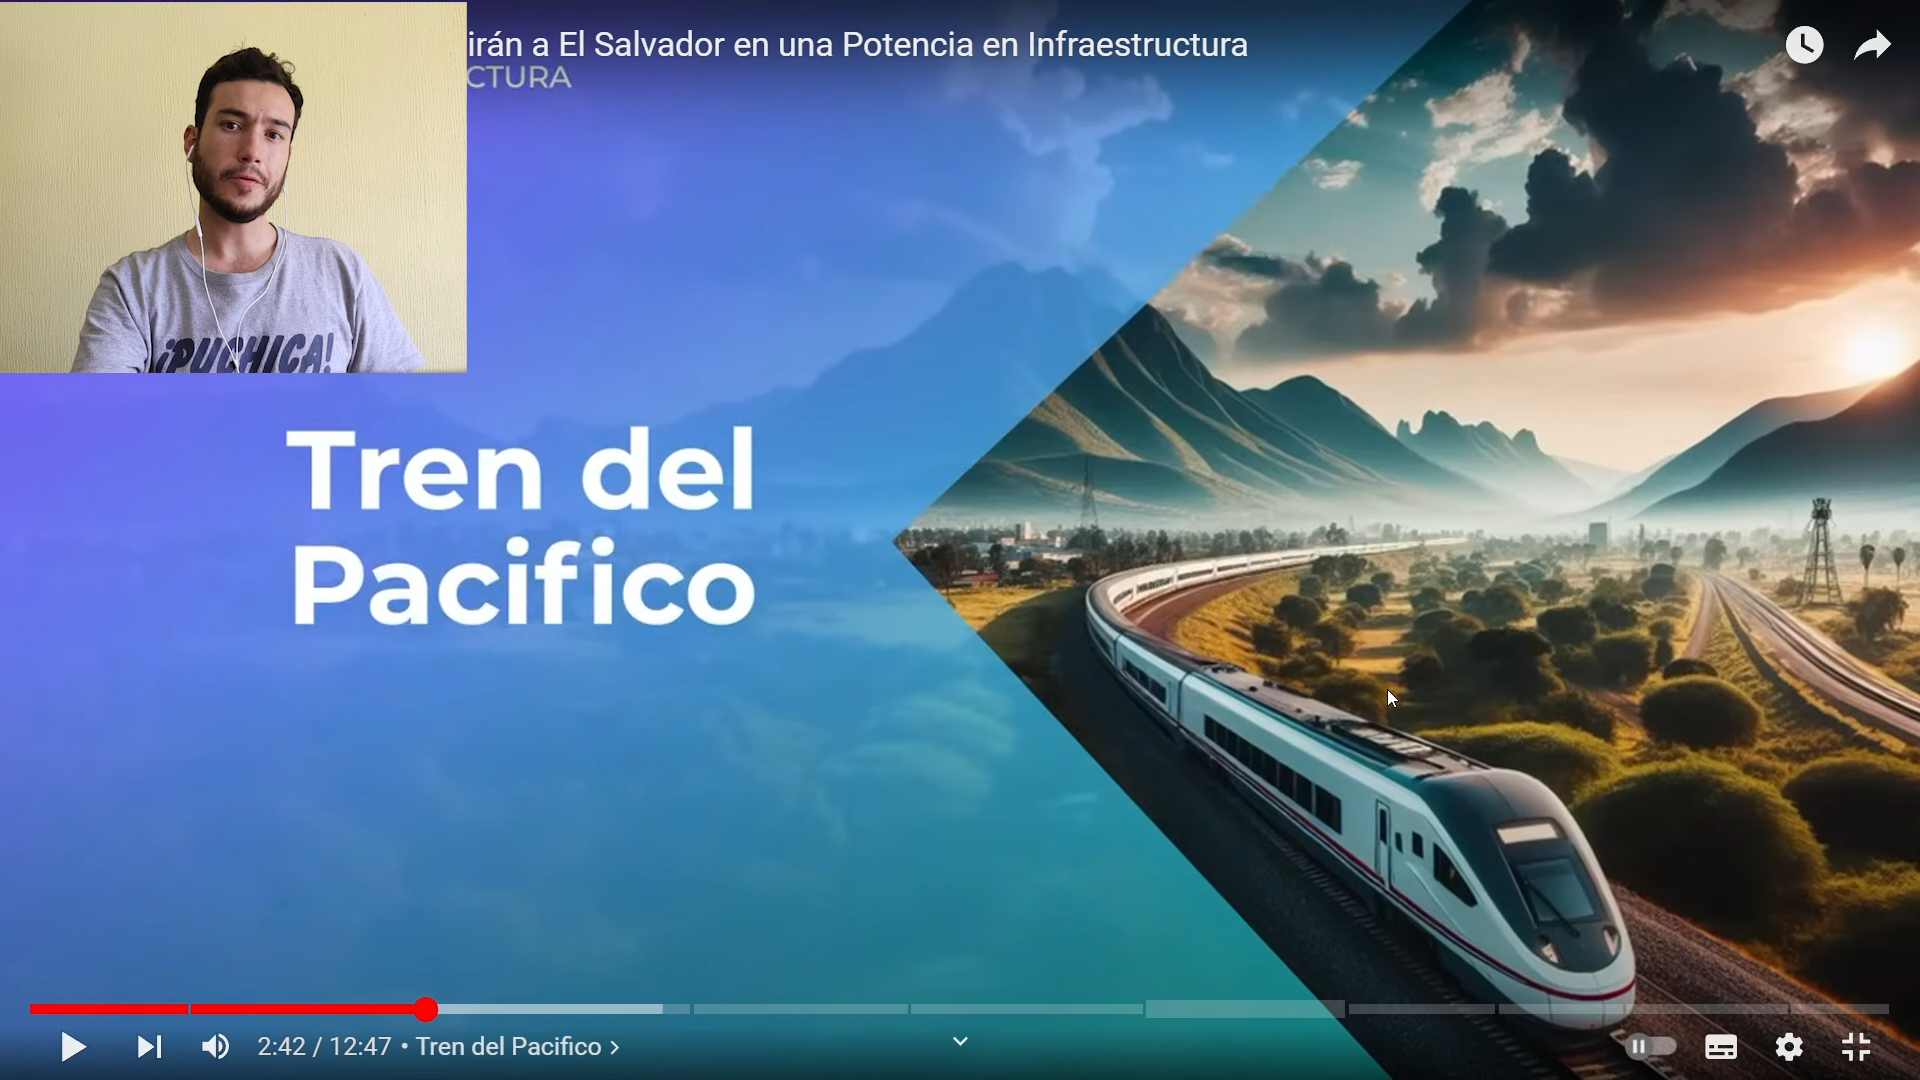 irán a El Salvador en una Potencia en Infraestructura
CTURA
¡PUCHICA!
Tren del
Pacifico
2:42 / 12:47 • Tren del Pacifico